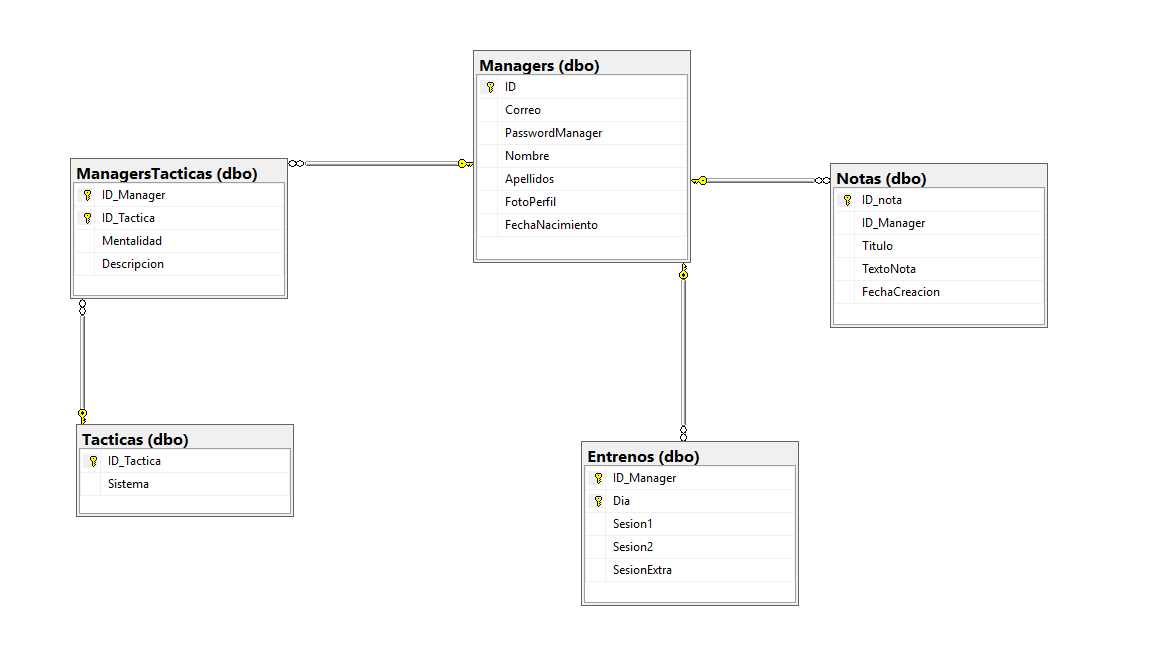 Managers (dbo)
ID
Correo
PasswordManager
Nombre
Apellidos
FotoPerfil
FechaNacimiento
ManagersTacticas (dbo)
ID_Manager
ID_Tactica
Mentalidad
Descripcion
Notas (dbo)
ID_nota
ID_Manager
Titulo
TextoNota
FechaCreacion
Tacticas (dbo)
ID_Tactica
Sistema
Entrenos (dbo)
ID_Manager
Dia
Sesion1
Sesion2
SesionExtra